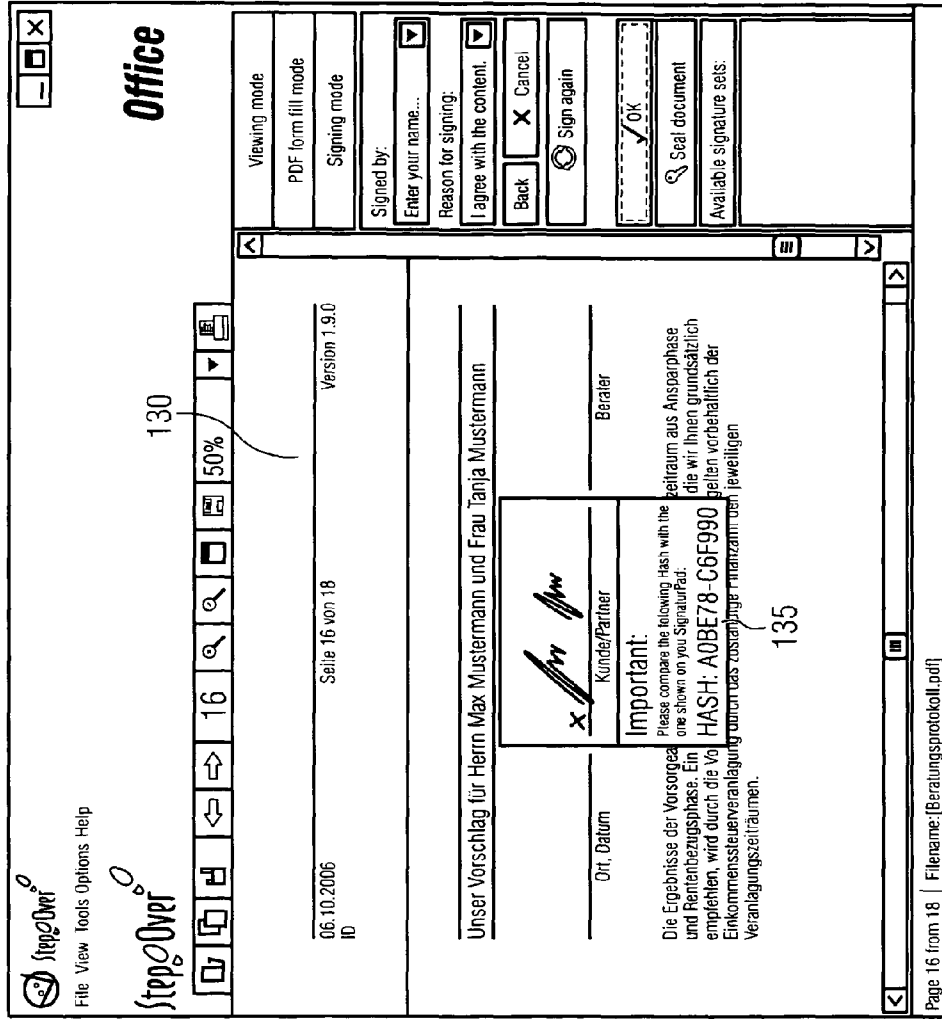 StepOver
File View Tools Options Help
StepOver
Office
16
50%
130
06.10.2006
Seite 16 von 18
Version 1.9.0
ID
Unser Vorschlag für Herrn Max Mustermann und Frau Tanja Mustermann
x
Ort, Datum
Kunde/Partner
Berater
Important:
Please compare the folowing Hash with the
one shown on you SignaturPad:
HASH: A0BE78-C6F990
135
Die Ergebnisse der Vorsorgea zeitraum aus Ansparphase
und Rentenbezugsphase. Ein die wir Ihnen grundsätzlich
empfehlen, wird durch die Vo gelten vorbehaltlich der
Einkommenssteuerveranlagung durch das zuständige Finanzamt den jeweiligen
Veranlagungszeiträumen.
Viewing mode
PDF form fill mode
Signing mode
Signed by:
Enter your name...
Reason for signing:
I agree with the content.
Back
X Cancel
Sign again
OK
Seal document
Available signature sets:
Page 16 from 18 | Filename:[Beratungsprotokoll.pdf]